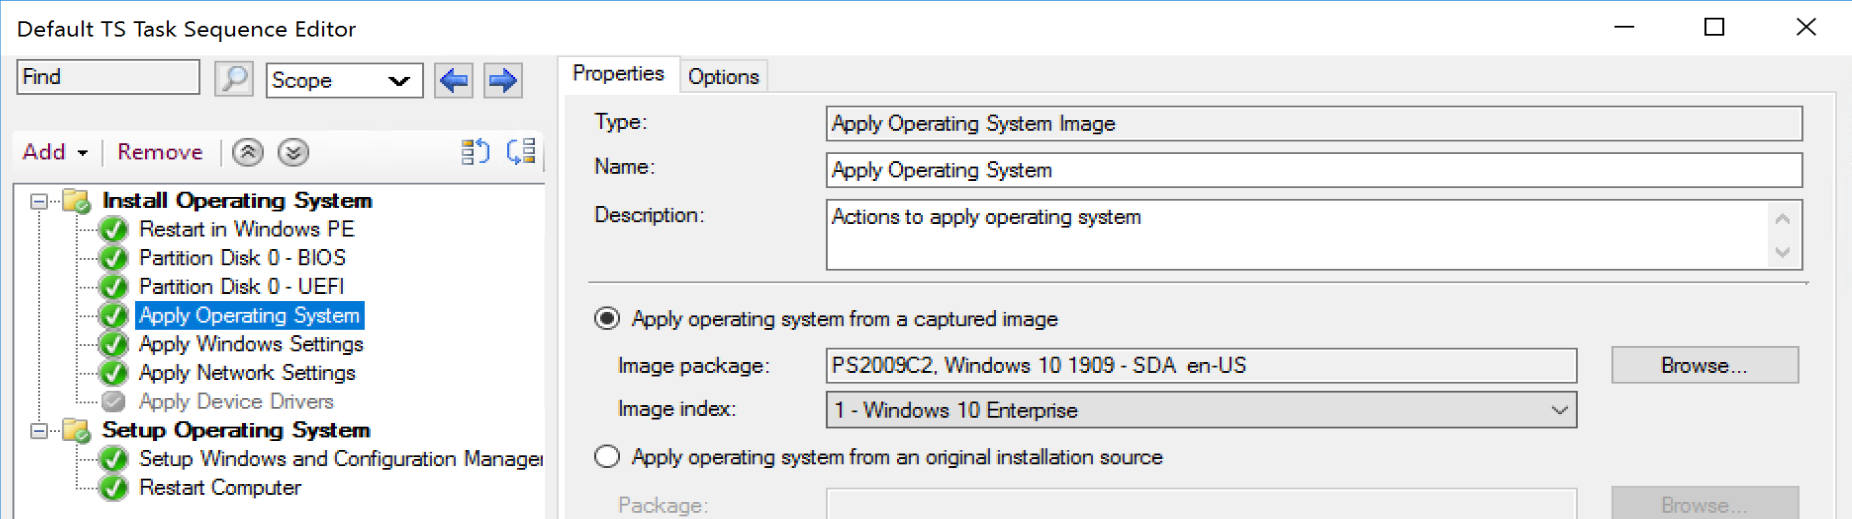 Default TS Task Sequence Editor
Find
Scope
Properties
Options
Add
Remove
Install Operating System
Restart in Windows PE
Partition Disk 0 - BIOS
Partition Disk 0 - UEFI
Apply Operating System
Apply Windows Settings
Apply Network Settings
Apply Device Drivers
Setup Operating System
Setup Windows and Configuration Manager
Restart Computer
Type:
Apply Operating System Image
Name:
Apply Operating System
Description:
Actions to apply operating system
Apply operating system from a captured image
Image package:
PS2009C2, Windows 10 1909 - SDA en-US
Browse...
Image index:
1 - Windows 10 Enterprise
Apply operating system from an original installation source
Package:
Browse...